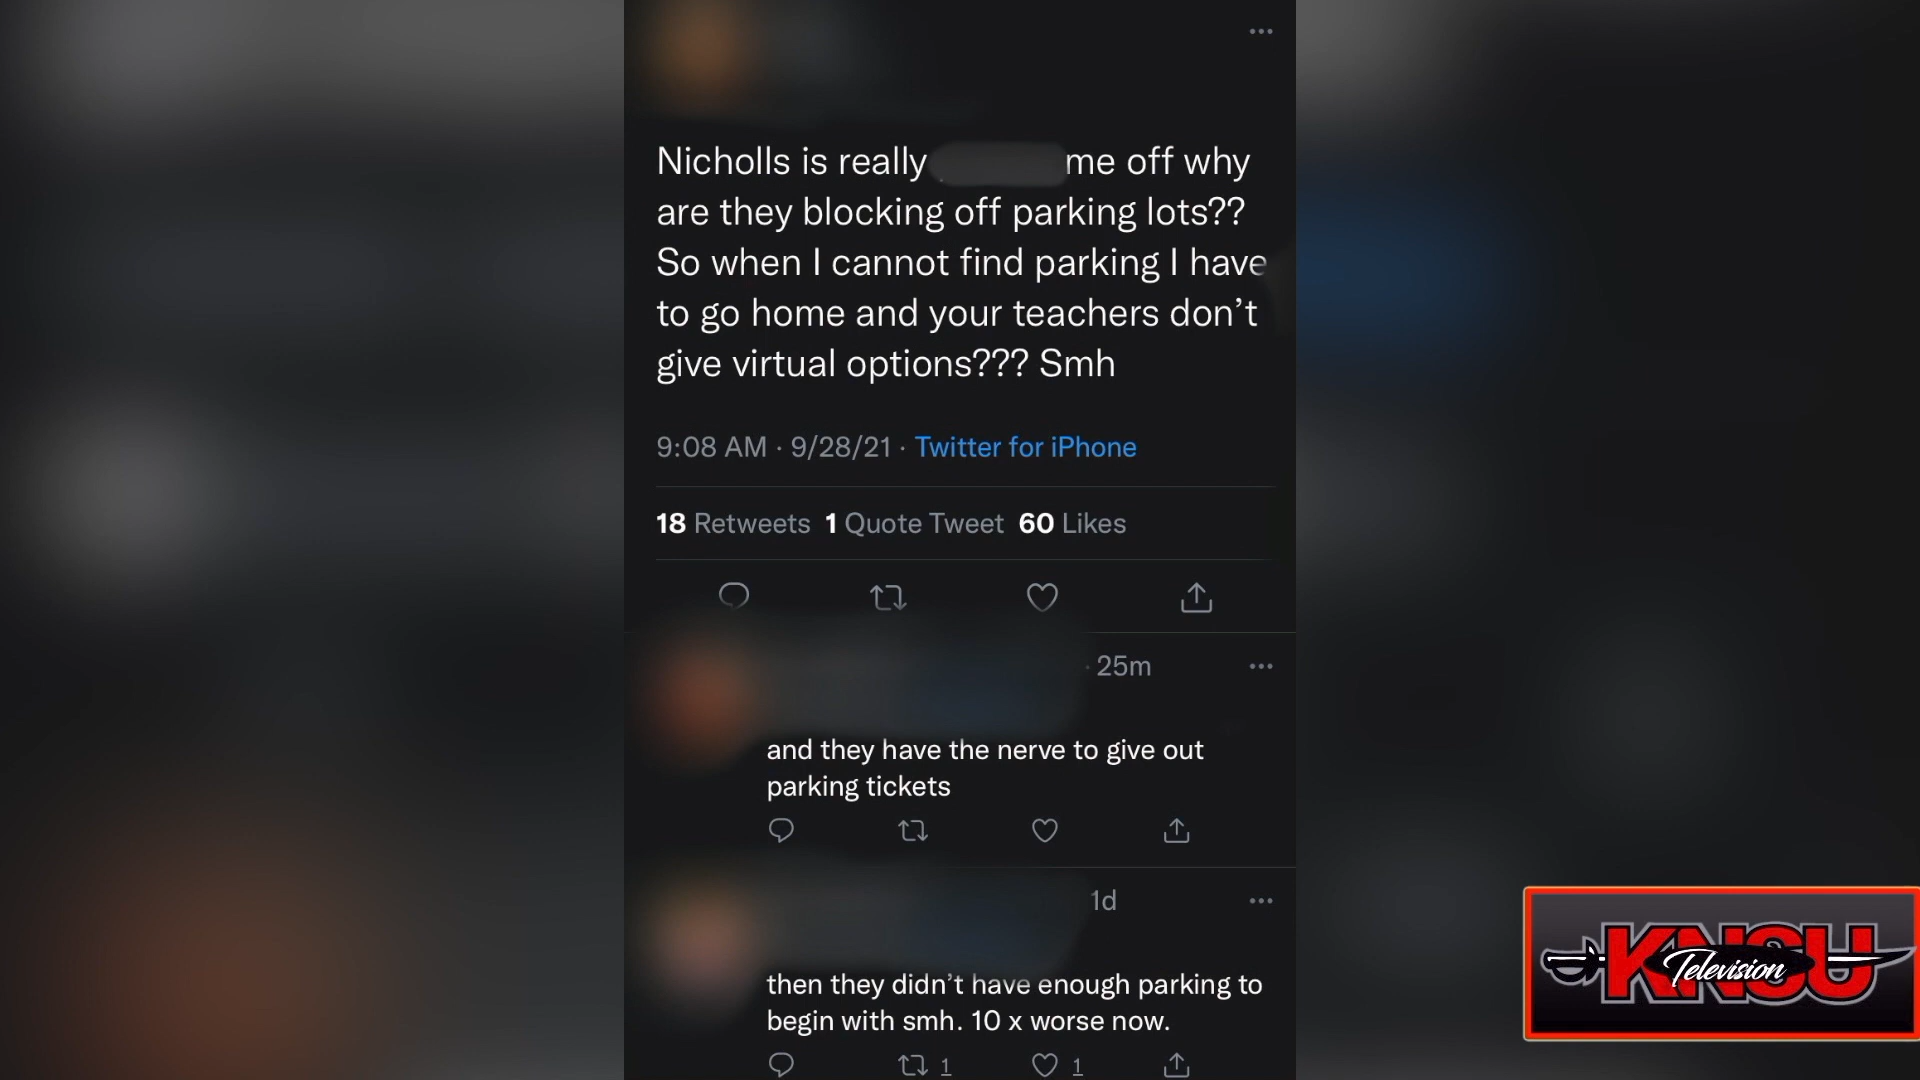 Nicholls is really me off why
are they blocking off parking lots??
So when I cannot find parking I have
to go home and your teachers don’t
give virtual options??? Smh
9:08 AM · 9/28/21 · Twitter for iPhone
18 Retweets 1 Quote Tweet 60 Likes
· 25m
and they have the nerve to give out
parking tickets
1d
then they didn’t have enough parking to
begin with smh. 10 x worse now.
1 1
KNSU
Television